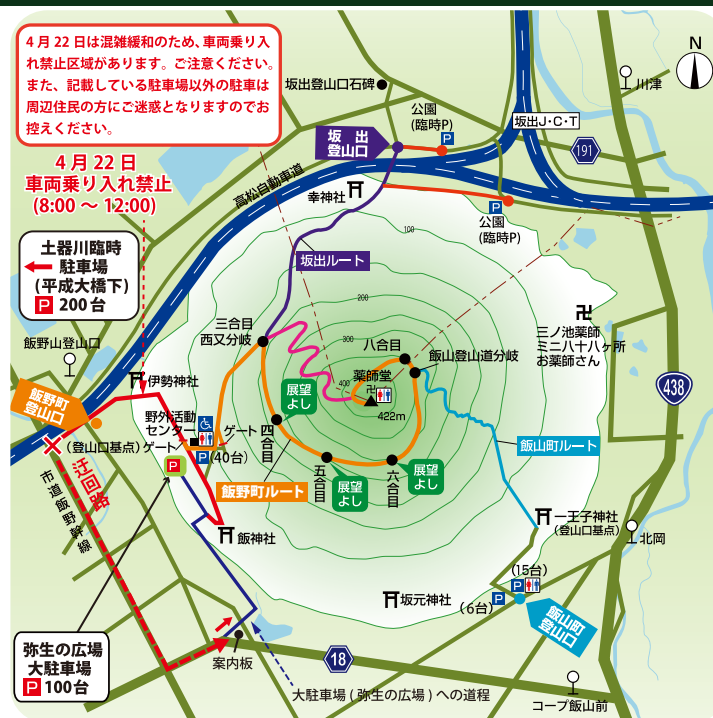 4月22日は混雑緩和のため、車両乗り入
れ禁止区域があります。ご注意ください。
また、記載している駐車場以外の駐車は
周辺住民の方にご迷惑となりますのでお
控えください。
4月22日
車両乗り入れ禁止
(8:00 ～ 12:00)
土器川臨時
駐車場
(平成大橋下)
P 200台
飯野山登山口
飯野町
登山口
(登山口基点)
ゲート
迂回路
市道飯野幹線
弥生の広場
大駐車場
P 100台
高松自動車道
坂出登山口石碑
坂出
登山口
公園
(臨時P)
P
坂出J・C・T
191
N
川津
幸神社
P
公園
(臨時P)
坂出ルート
100
200
300
400
三合目
西又分岐
八合目
飯山登山道分岐
薬師堂
卍
422m
卍
三ノ池薬師
ミニ八十八ヶ所
お薬師さん
438
伊勢神社
野外活動
センター
ゲート
P (40台)
P
展望
よし
四合目
飯野町ルート
五合目
展望
よし
六合目
展望
よし
飯山町ルート
飯神社
一王子神社
(登山口基点)
北岡
坂元神社
(15台)
P
(6台)
P
飯山町
登山口
案内板
18
大駐車場(弥生の広場)への道程
コープ飯山前